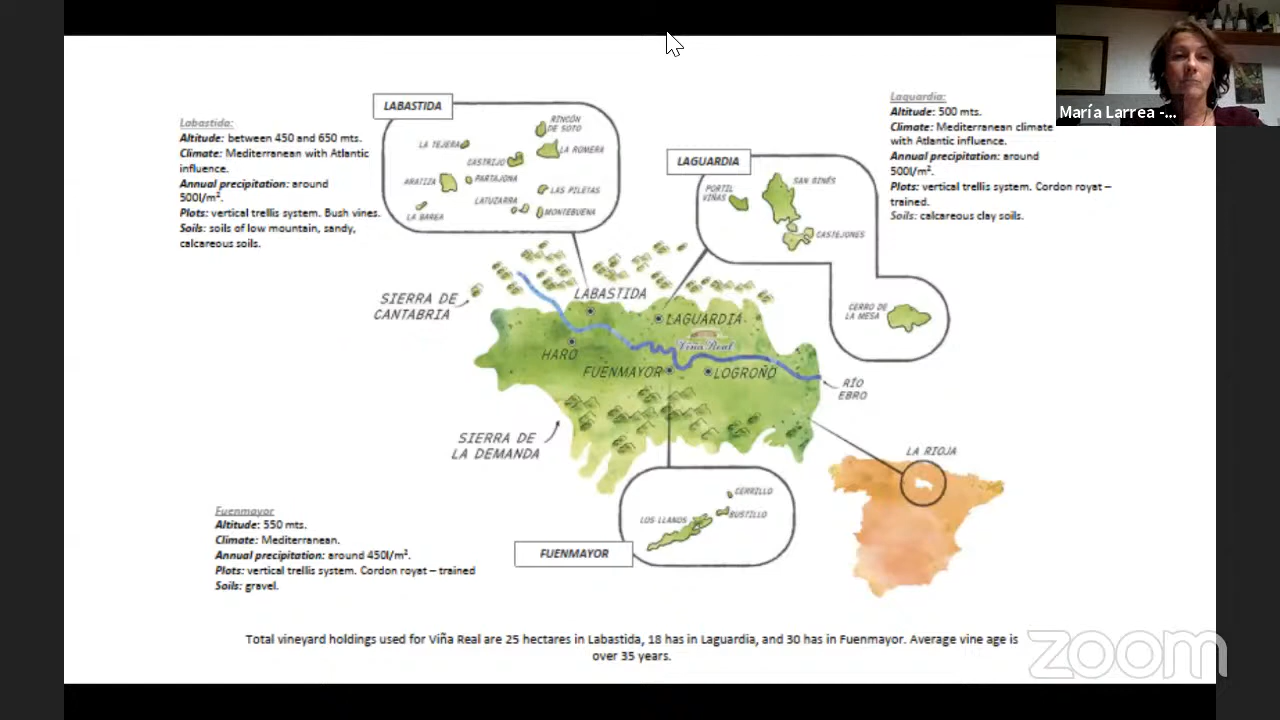 María Larrea -...
Labastida:
Altitude: between 450 and 650 mts.
Climate: Mediterranean with Atlantic
influence.
Annual precipitation: around
500l/m².
Plots: vertical trellis system. Bush vines.
Soils: soils of low mountain, sandy,
calcareous soils.
LABASTIDA
RINCÓN
DE SOTO
LA TEJERA
LA ROMERA
CASTRIJO
ARATIZA
PARTAJONA
LAS PILETAS
LATUZARRA
LA BAREA
MONTEBUENA
LAGUARDIA
PORTIL
VIÑAS
SAN GINÉS
CASTEJONES
CERRO DE
LA MESA
Laguardia:
Altitude: 500 mts.
Climate: Mediterranean climate
with Atlantic influence.
Annual precipitation: around
500l/m².
Plots: vertical trellis system. Cordon royat –
trained.
Soils: calcareous clay soils.
SIERRA DE
CANTABRIA
LABASTIDA
LAGUARDIA
Viña Real
HARO
FUENMAYOR
LOGROÑO
RÍO
EBRO
SIERRA DE
LA DEMANDA
LA RIOJA
CERRILLO
LOS LLANOS
BUSTILLO
FUENMAYOR
Fuenmayor
Altitude: 550 mts.
Climate: Mediterranean.
Annual precipitation: around 450l/m².
Plots: vertical trellis system. Cordon royat – trained
Soils: gravel.
Total vineyard holdings used for Viña Real are 25 hectares in Labastida, 18 has in Laguardia, and 30 has in Fuenmayor. Average vine age is
over 35 years.
zoom